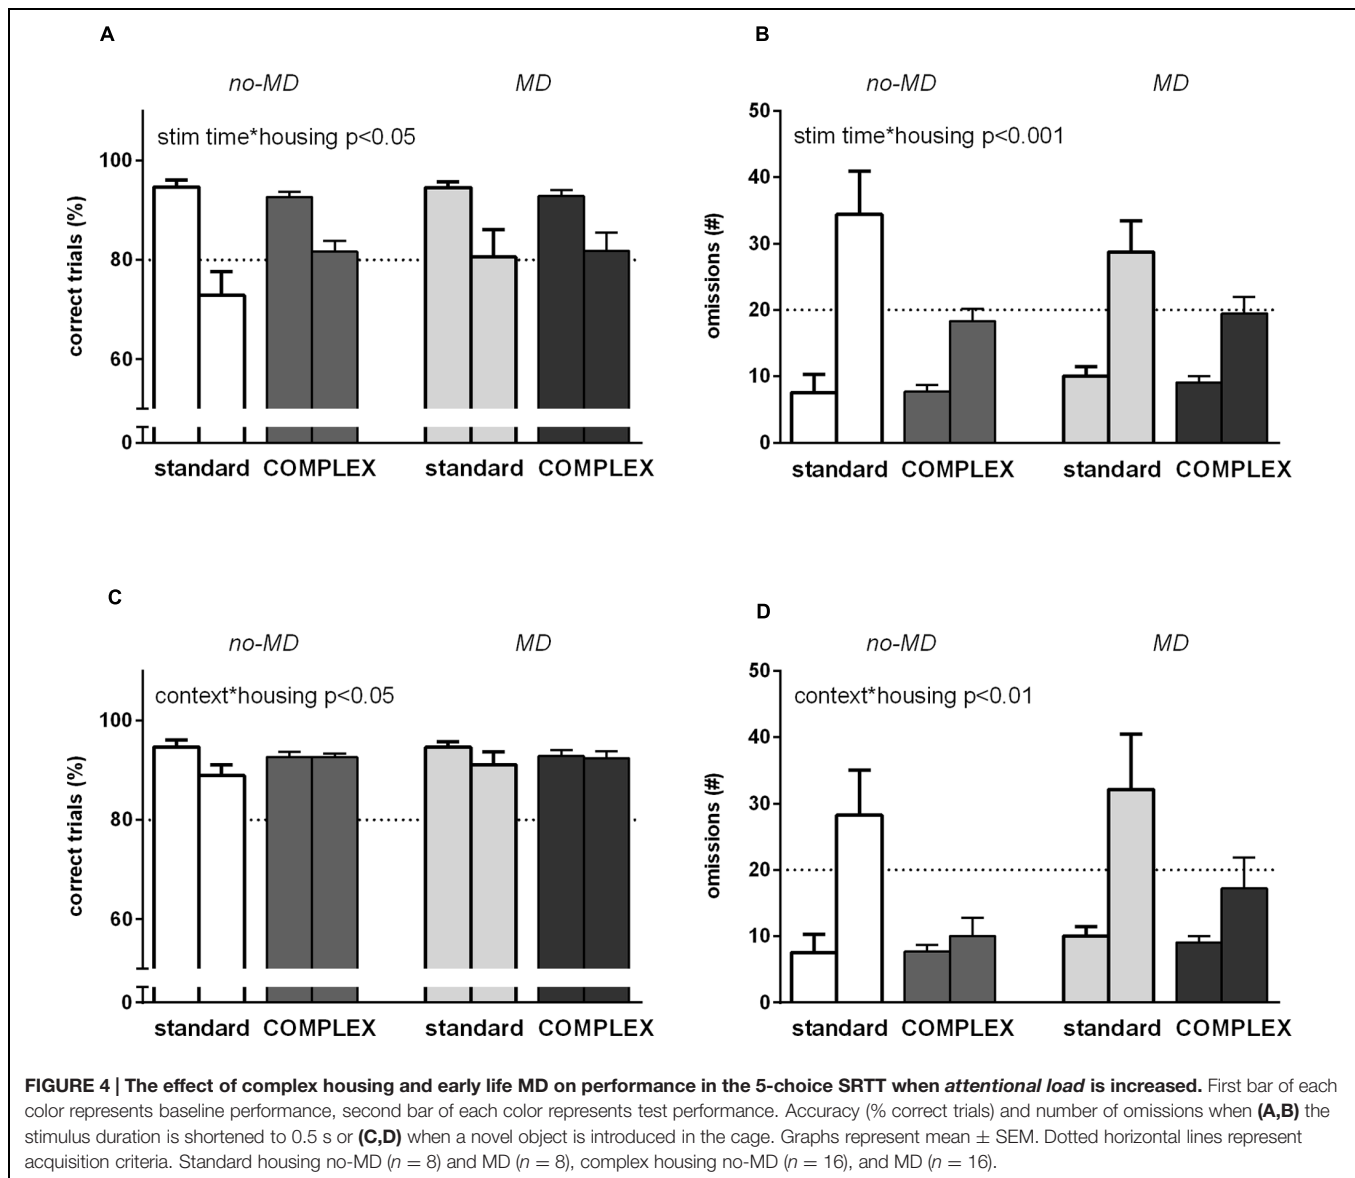 A
no-MD MD
stim time*housing p<0.05
correct trials (%)
100
80
60
0
standard COMPLEX standard COMPLEX
B
no-MD MD
stim time*housing p<0.001
omissions (#)
50
40
30
20
10
0
standard COMPLEX standard COMPLEX
C
no-MD MD
context*housing p<0.05
correct trials (%)
100
80
60
0
standard COMPLEX standard COMPLEX
D
no-MD MD
context*housing p<0.01
omissions (#)
50
40
30
20
10
0
standard COMPLEX standard COMPLEX
FIGURE 4 | The effect of complex housing and early life MD on performance in the 5-choice SRTT when attentional load is increased. First bar of each
color represents baseline performance, second bar of each color represents test performance. Accuracy (% correct trials) and number of omissions when (A,B) the
stimulus duration is shortened to 0.5 s or (C,D) when a novel object is introduced in the cage. Graphs represent mean ± SEM. Dotted horizontal lines represent
acquisition criteria. Standard housing no-MD (n = 8) and MD (n = 8), complex housing no-MD (n = 16), and MD (n = 16).